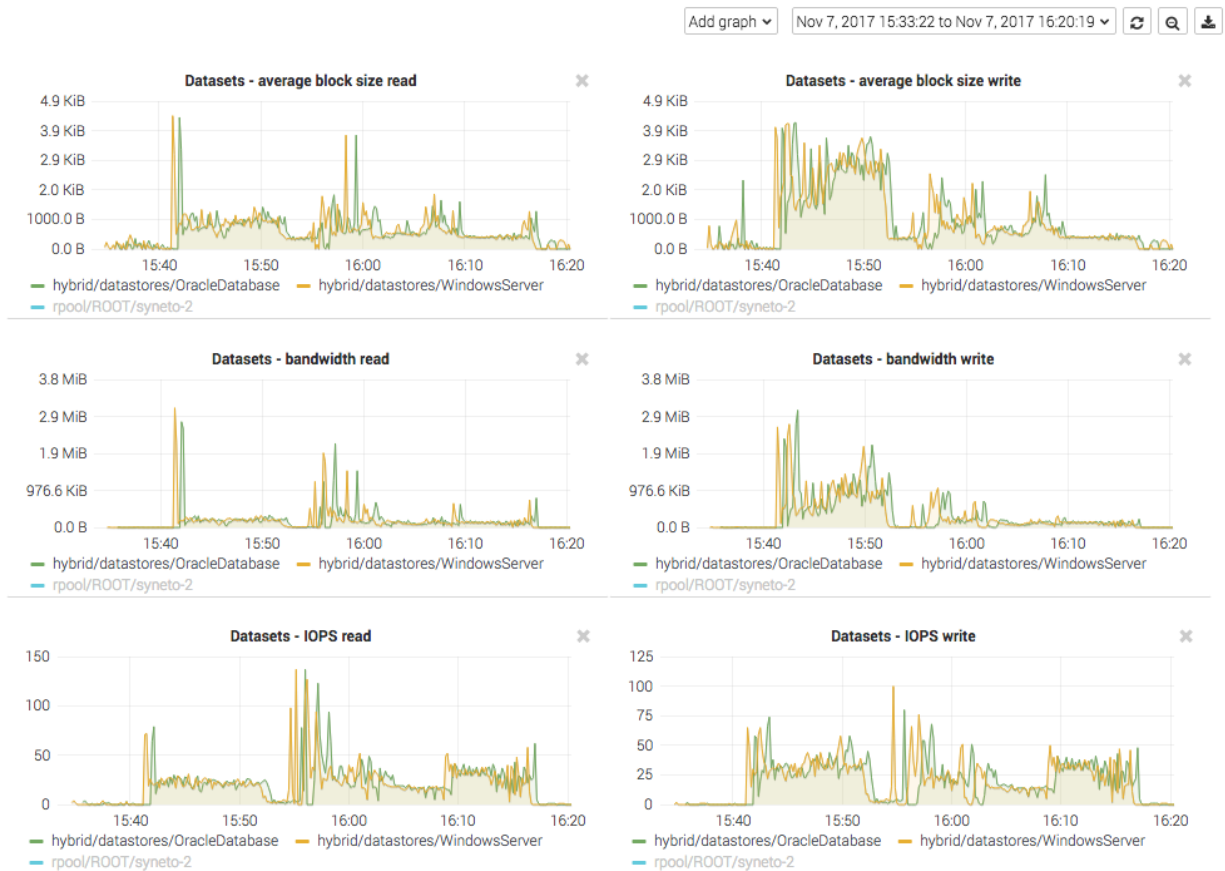 Add graph Nov 7, 2017 15:33:22 to Nov 7, 2017 16:20:19
Datasets - average block size read
4.9 KiB
3.9 KiB
2.9 KiB
2.0 KiB
1000.0 B
0.0 B
15:40 15:50 16:00 16:10 16:20
hybrid/datastores/OracleDatabase hybrid/datastores/WindowsServer
rpool/ROOT/syneto-2
Datasets - average block size write
4.9 KiB
3.9 KiB
2.9 KiB
2.0 KiB
1000.0 B
0.0 B
15:40 15:50 16:00 16:10 16:20
hybrid/datastores/OracleDatabase hybrid/datastores/WindowsServer
rpool/ROOT/syneto-2
Datasets - bandwidth read
3.8 MiB
2.9 MiB
1.9 MiB
976.6 KiB
0.0 B
15:40 15:50 16:00 16:10 16:20
hybrid/datastores/OracleDatabase hybrid/datastores/WindowsServer
rpool/ROOT/syneto-2
Datasets - bandwidth write
3.8 MiB
2.9 MiB
1.9 MiB
976.6 KiB
0.0 B
15:40 15:50 16:00 16:10 16:20
hybrid/datastores/OracleDatabase hybrid/datastores/WindowsServer
rpool/ROOT/syneto-2
Datasets - IOPS read
150
100
50
0
15:40 15:50 16:00 16:10 16:20
hybrid/datastores/OracleDatabase hybrid/datastores/WindowsServer
rpool/ROOT/syneto-2
Datasets - IOPS write
125
100
75
50
25
0
15:40 15:50 16:00 16:10 16:20
hybrid/datastores/OracleDatabase hybrid/datastores/WindowsServer
rpool/ROOT/syneto-2